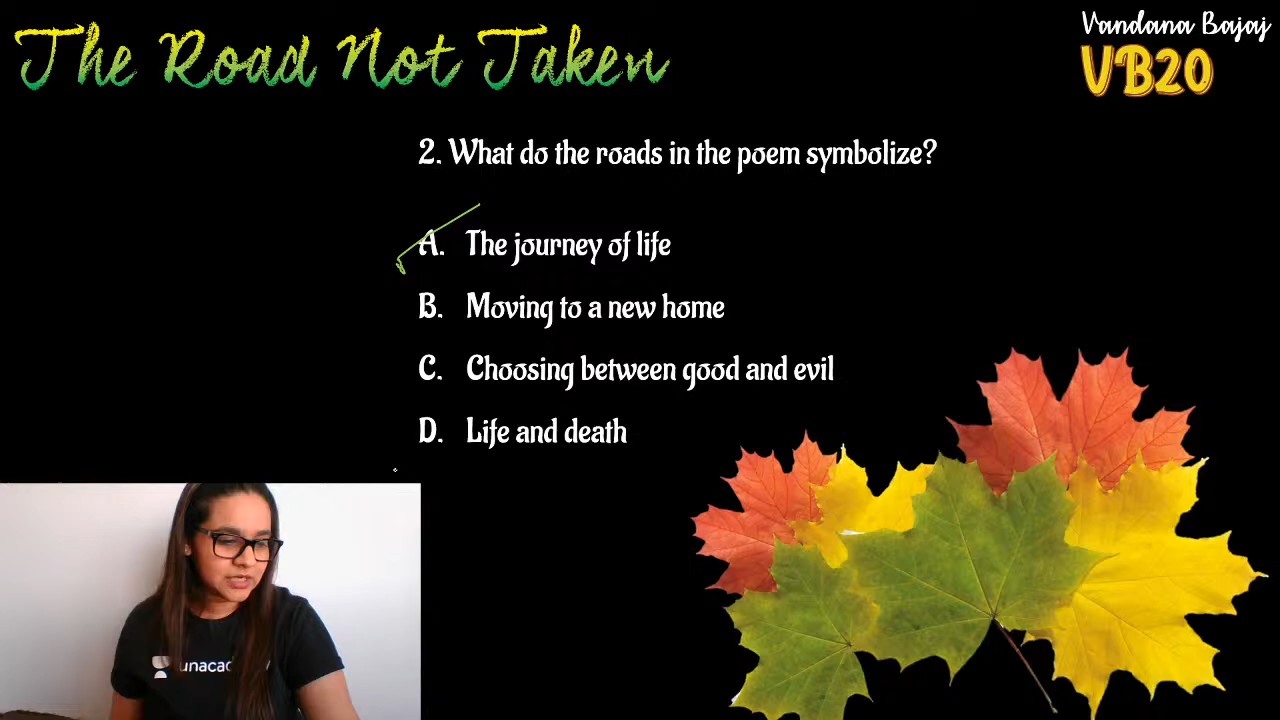 The Road Not Taken
Vandana Bajaj
VB20
2. What do the roads in the poem symbolize?
A. The journey of life
B. Moving to a new home
C. Choosing between good and evil
D. Life and death